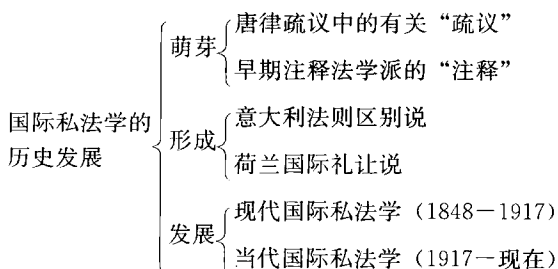 国际私法学的
历史发展
萌芽
唐律疏议中的有关“疏议”
早期注释法学派的“注释”
形成
意大利法则区别说
荷兰国际礼让说
发展
现代国际私法学（1848－1917）
当代国际私法学（1917－现在）